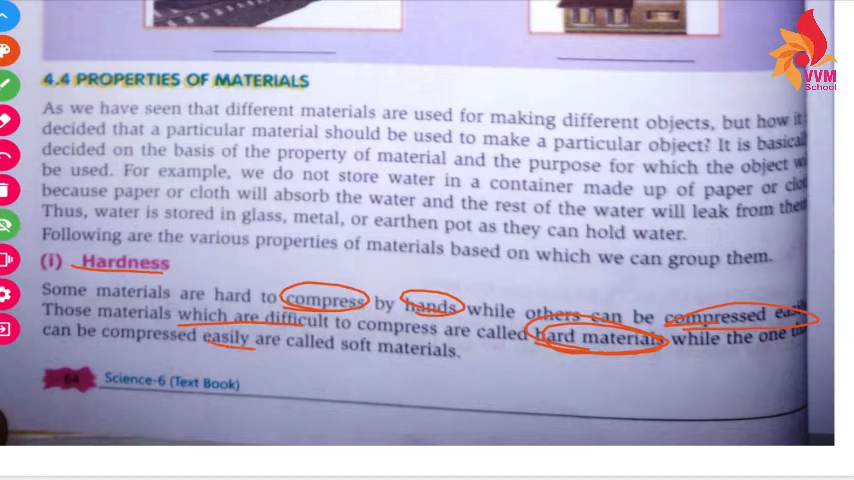 VVM
School
4.4 PROPERTIES OF MATERIALS
As we have seen that different materials are used for making different objects, but how it
decided that a particular material should be used to make a particular object? It is
decided on the basis of the property of material and the purpose for which the object
be used. For example, we do not store water in a container made up of paper or
because paper or cloth will absorb the water and the rest of the water will leak from
Thus, water is stored in glass, metal, or earthen pot as they can hold water.
Following are the various properties of materials based on which we can group them.
(i) Hardness
Some materials are hard to compress by hands while others can be compressed
Those materials which are difficult to compress are called hard materials while the one
can be compressed easily are called soft materials.
64 Science-6 (Text Book)